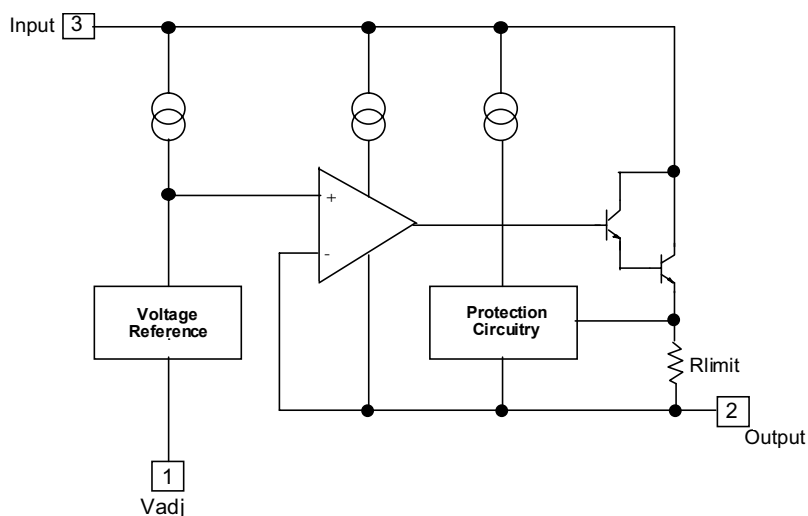 Input 3
+
-
Voltage
Reference
Protection
Circuitry
Rlimit
2
Output
1
Vadj